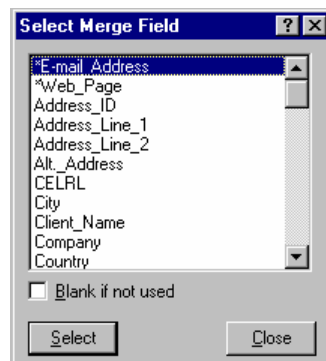 Select Merge Field
*E-mail_Address
*Web_Page
Address_ID
Address_Line_1
Address_Line_2
Alt._Address
CELRL
City
Client_Name
Company
Country
Blank if not used
Select Close